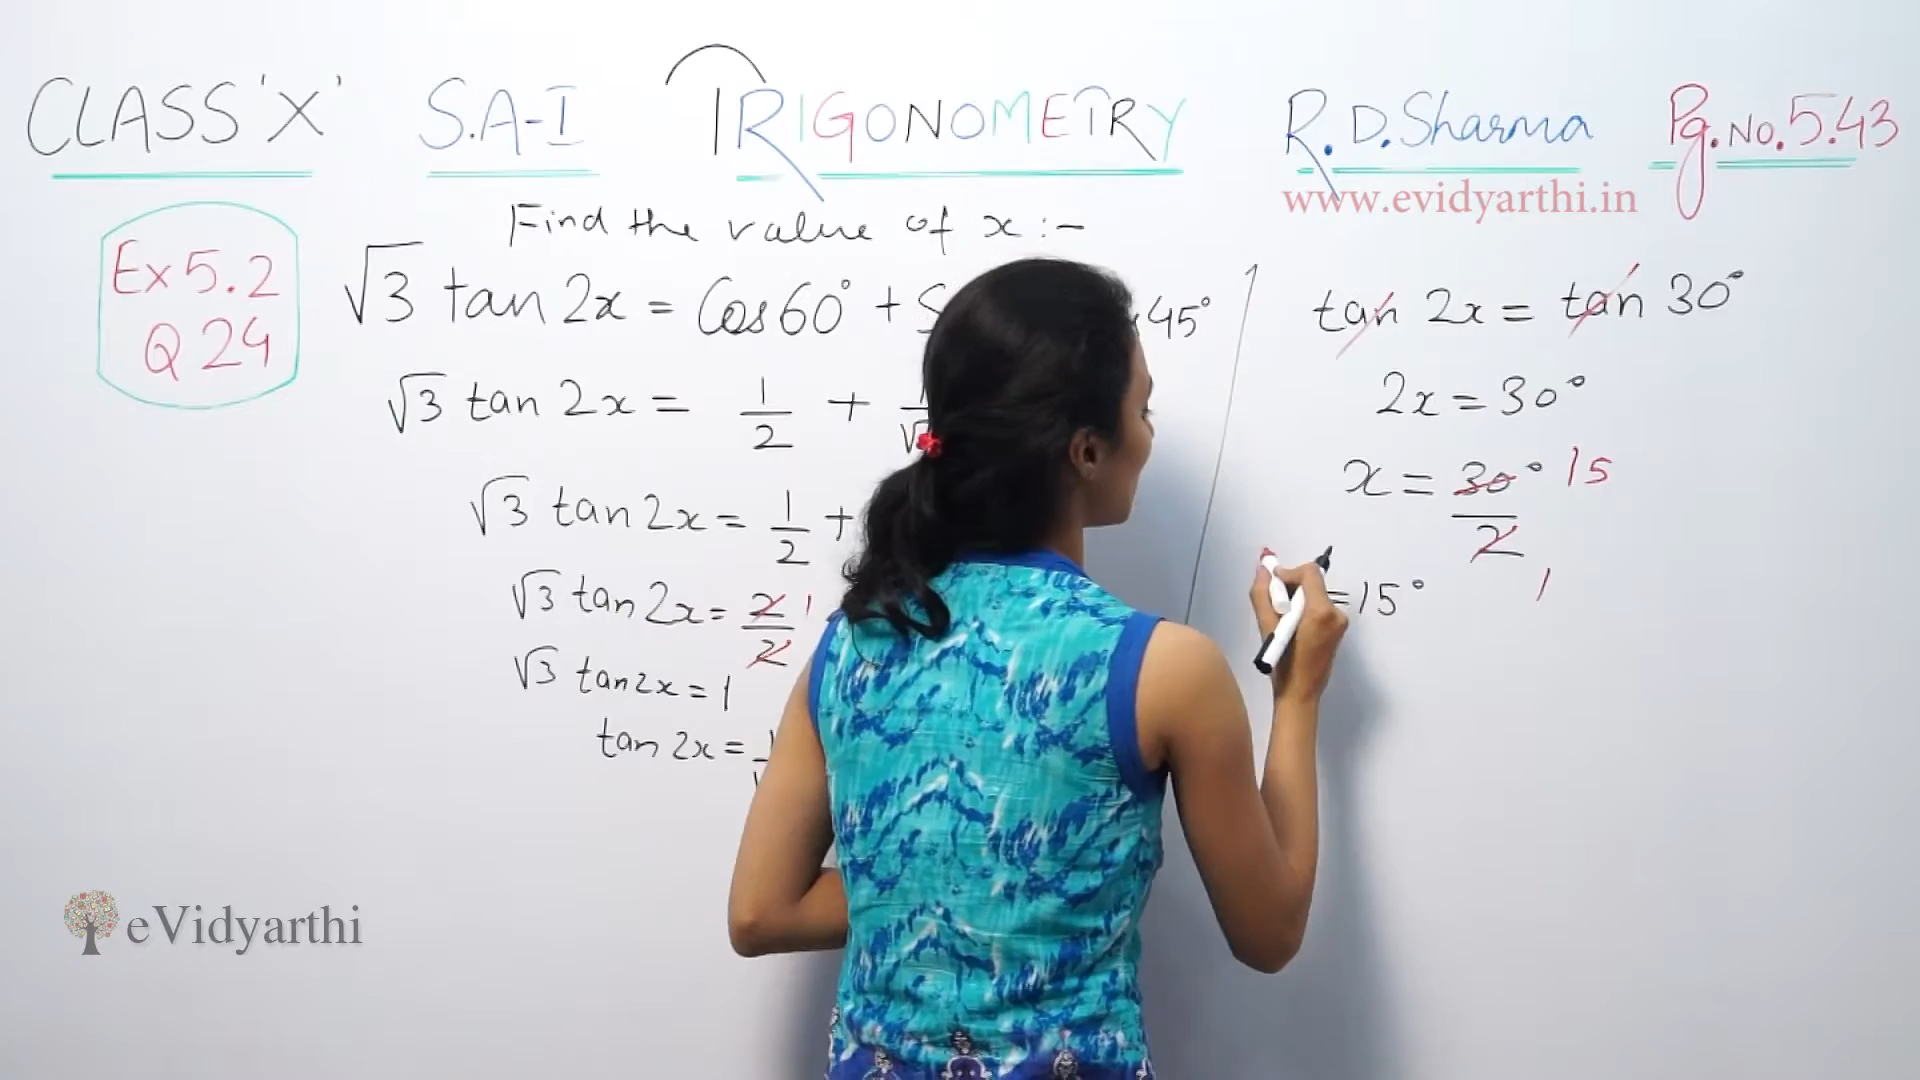 CLASS 'X' S.A-I TRIGONOMETRY R.D.Sharma Pg.No.5.43
www.evidyarthi.in
Ex 5.2
Q 24
Find the value of x :-
√3 tan 2x = Cos 60° + 45°
√3 tan 2x = 1/2 + 1/√
√3 tan 2x = 1/2 +
√3 tan 2x = 2/2 1
√3 tan 2x = 1
tan 2x = 1/√
tan 2x = tan 30°
2x = 30°
x = 30°/2 15 1
= 15°
eVidyarthi